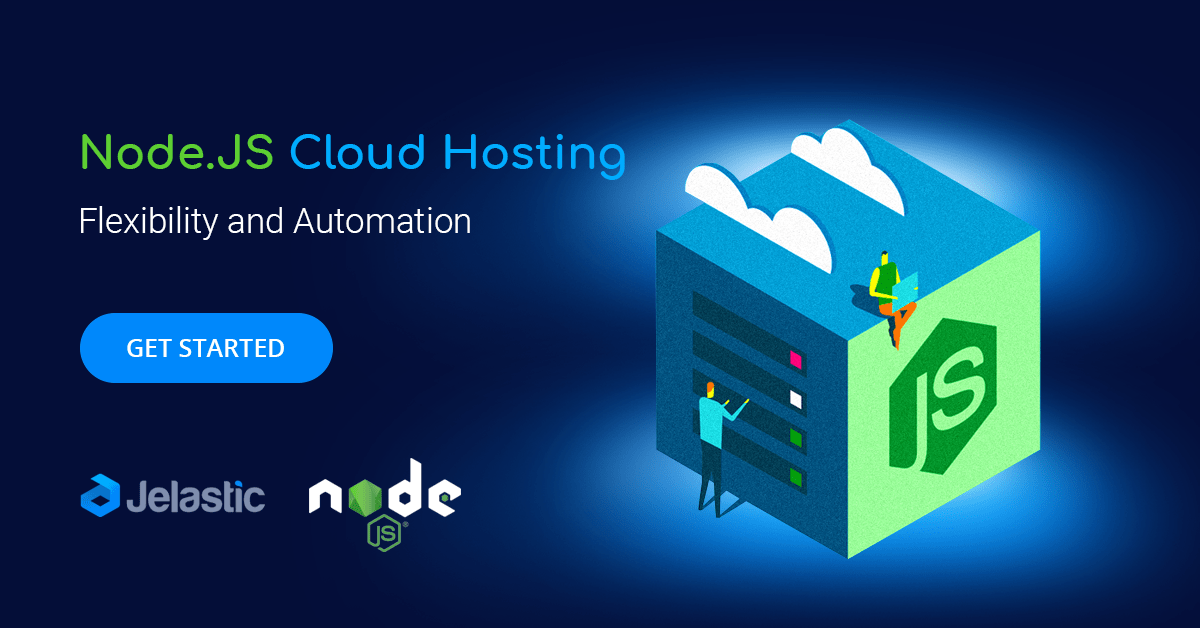 Node.JS Cloud Hosting
Flexibility and Automation
GET STARTED
JS
Jelastic
node
JS®